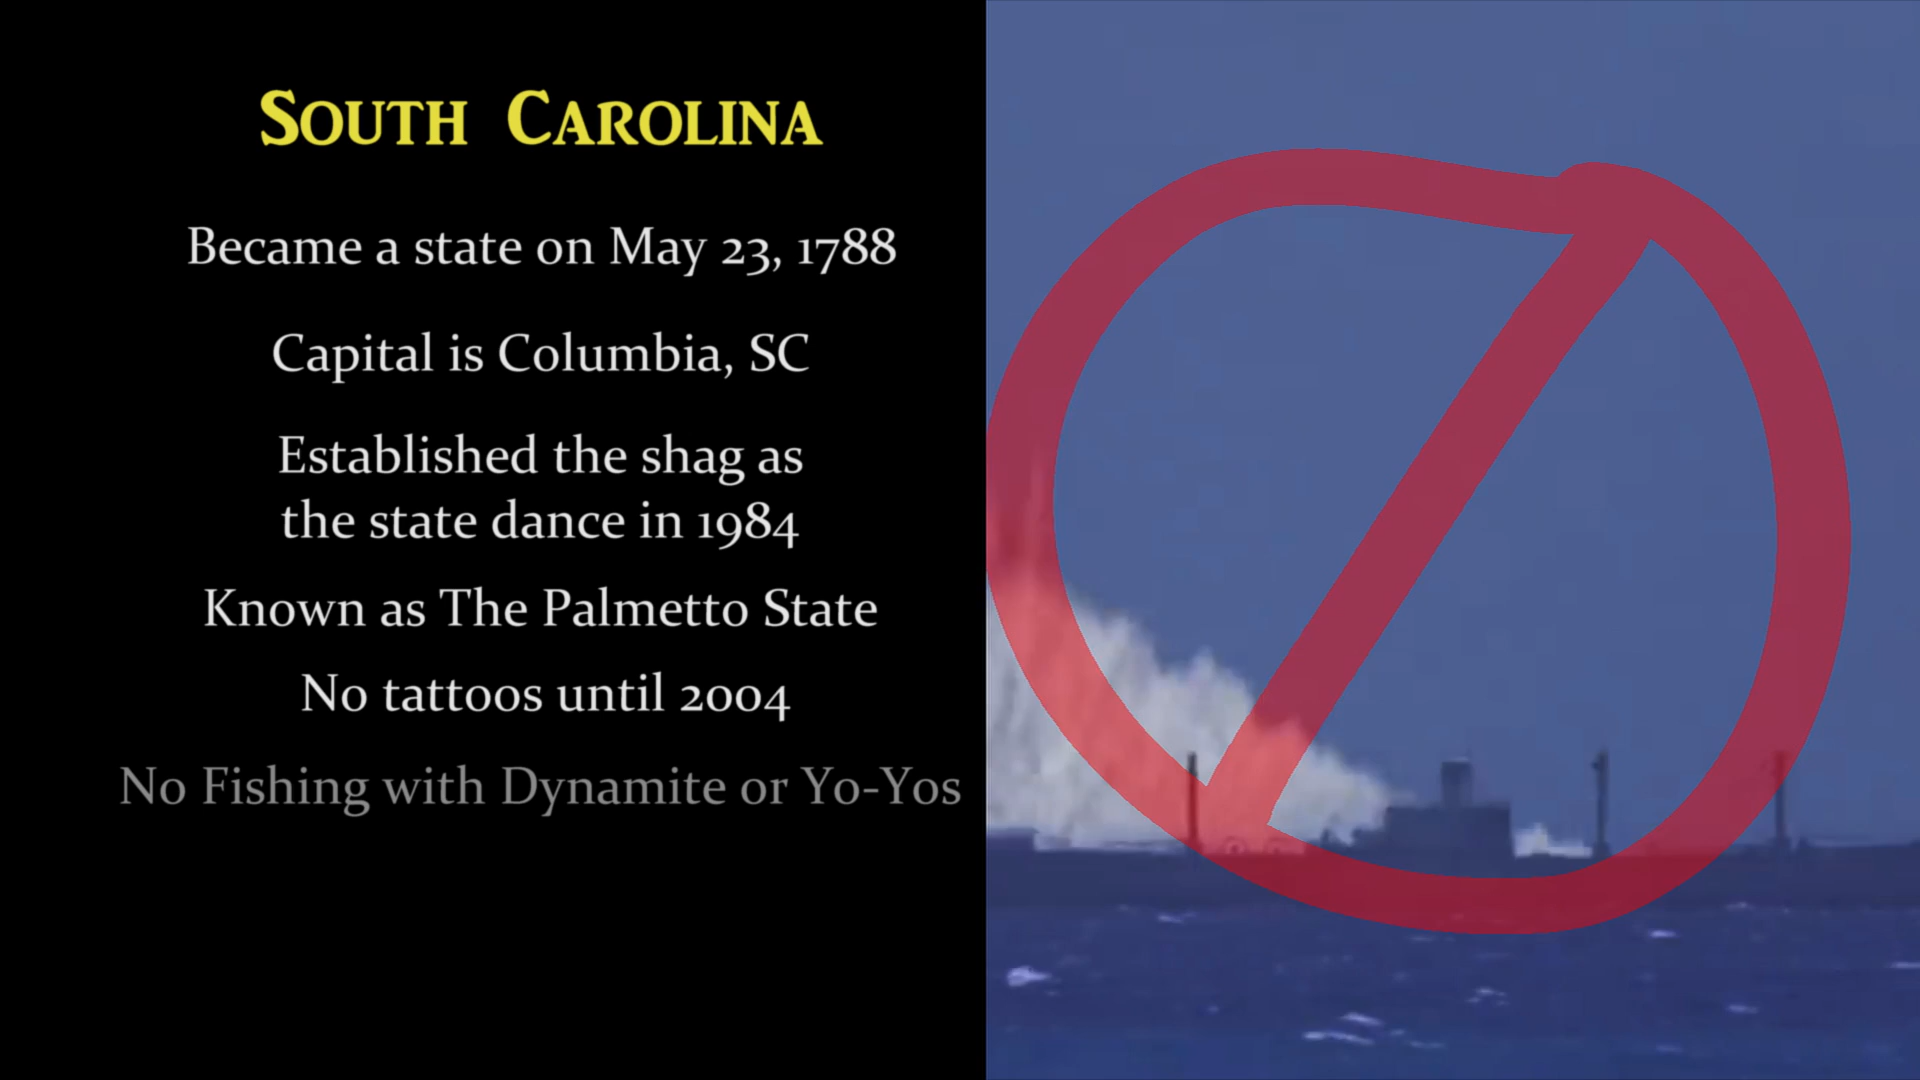 South Carolina
Became a state on May 23, 1788
Capital is Columbia, SC
Established the shag as
the state dance in 1984
Known as The Palmetto State
No tattoos until 2004
No Fishing with Dynamite or Yo-Yos